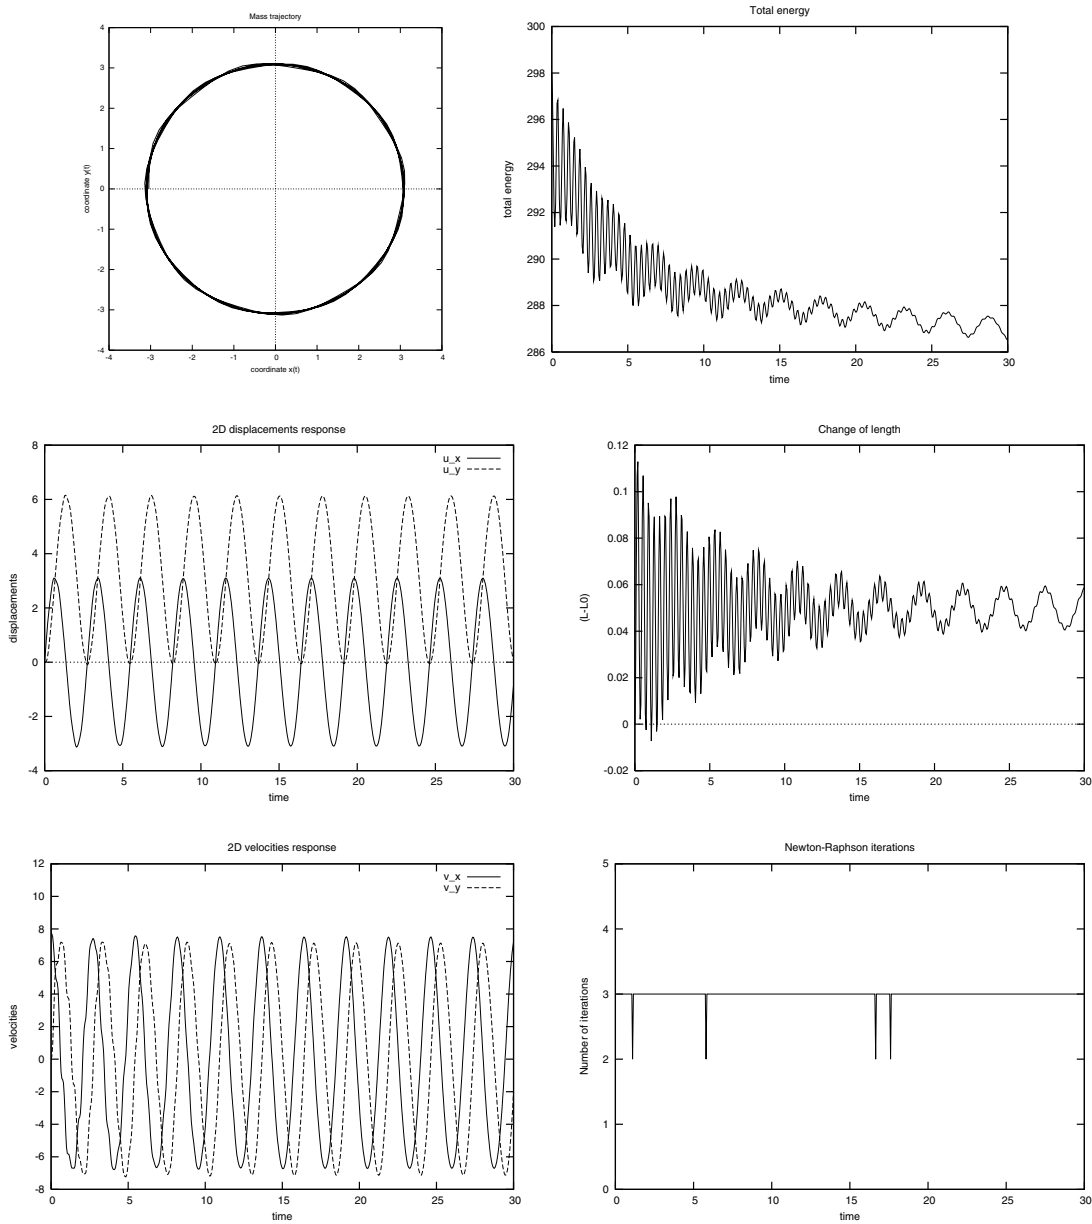 Mass trajectory
4
3
2
1
0
-1
-2
-3
-4
-4 -3 -2 -1 0 1 2 3 4
coordinate y(t)
coordinate x(t)
Total energy
300
298
296
294
292
290
288
286
0 5 10 15 20 25 30
total energy
time
2D displacements response
u_x
u_y
8
6
4
2
0
-2
-4
0 5 10 15 20 25 30
displacements
time
Change of length
0.12
0.1
0.08
0.06
0.04
0.02
0
-0.02
0 5 10 15 20 25 30
(L-L0)
time
2D velocities response
v_x
v_y
12
10
8
6
4
2
0
-2
-4
-6
-8
0 5 10 15 20 25 30
velocities
time
Newton-Raphson iterations
5
4
3
2
1
0
0 5 10 15 20 25 30
Number of iterations
time